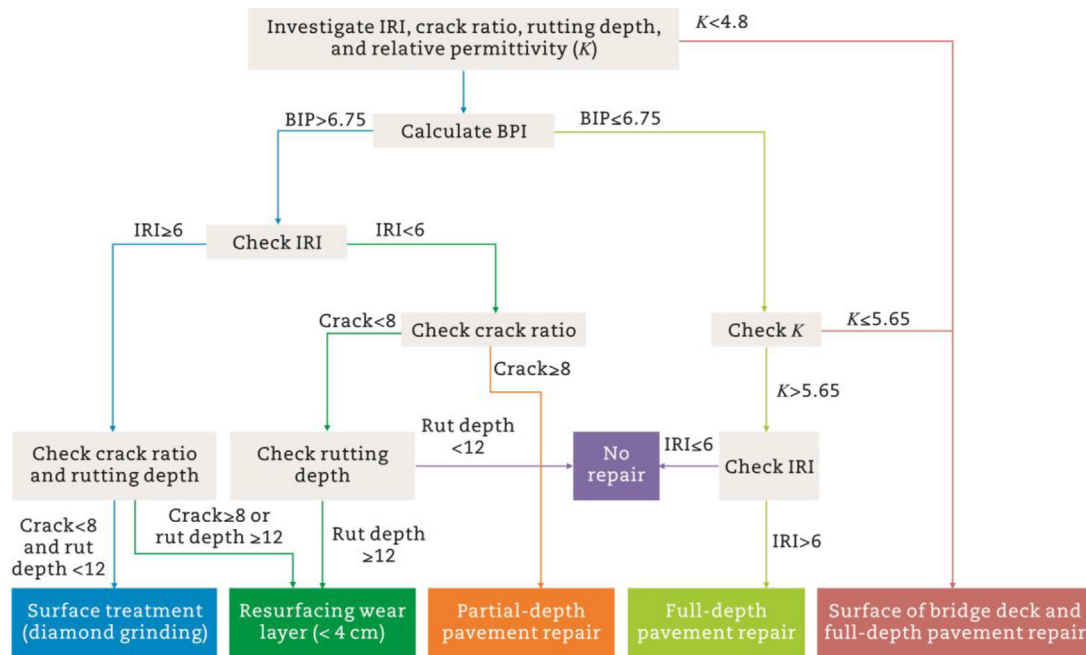 Investigate IRI, crack ratio, rutting depth,
and relative permittivity (K)
K<4.8
BIP>6.75
Calculate BPI
BIP≤6.75
IRI≥6
Check IRI
IRI<6
Crack<8
Check crack ratio
Check K
K≤5.65
Crack≥8
K>5.65
Check crack ratio
and rutting depth
Check rutting
depth
Rut depth
<12
No
repair
IRI≤6
Check IRI
Crack<8
and rut
depth <12
Crack≥8 or
rut depth ≥12
Rut depth
≥12
IRI>6
Surface treatment
(diamond grinding)
Resurfacing wear
layer (< 4 cm)
Partial-depth
pavement repair
Full-depth
pavement repair
Surface of bridge deck and
full-depth pavement repair